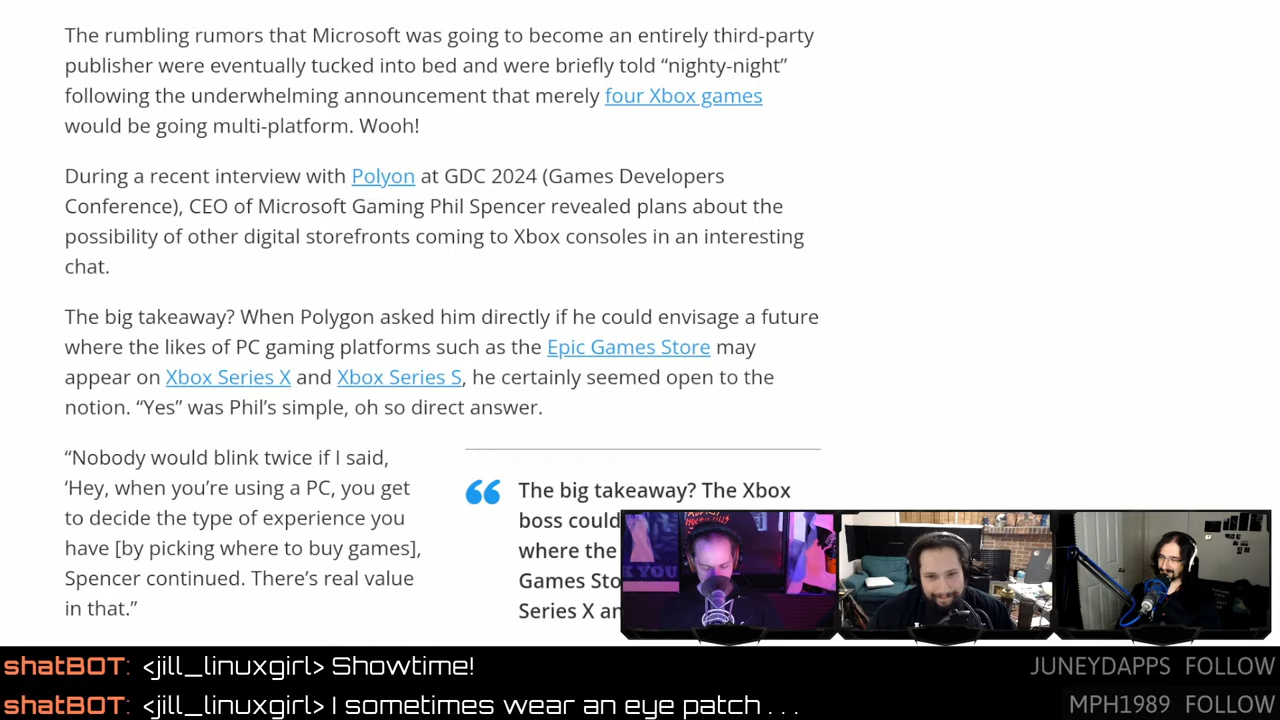 The rumbling rumors that Microsoft was going to become an entirely third-party
publisher were eventually tucked into bed and were briefly told “nighty-night”
following the underwhelming announcement that merely four Xbox games
would be going multi-platform. Wooh!
During a recent interview with Polyon at GDC 2024 (Games Developers
Conference), CEO of Microsoft Gaming Phil Spencer revealed plans about the
possibility of other digital storefronts coming to Xbox consoles in an interesting
chat.
The big takeaway? When Polygon asked him directly if he could envisage a future
where the likes of PC gaming platforms such as the Epic Games Store may
appear on Xbox Series X and Xbox Series S, he certainly seemed open to the
notion. “Yes” was Phil’s simple, oh so direct answer.
“Nobody would blink twice if I said,
‘Hey, when you’re using a PC, you get
to decide the type of experience you
have [by picking where to buy games],
Spencer continued. There’s real value
in that.”
“ The big takeaway? The Xbox
boss could
where the
Games Sto
Series X an
shatBOT: <jill_linuxgirl> Showtime!
shatBOT: <jill_linuxgirl> I sometimes wear an eye patch . . .
JUNEYDAPPS FOLLOW
MPH1989 FOLLOW